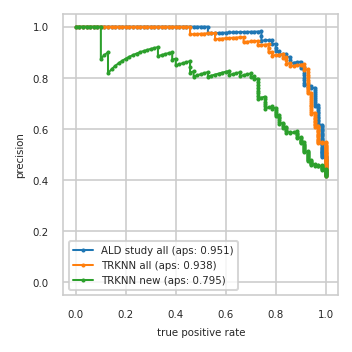 1.0
0.8
0.6
0.4
0.2
0.0
precision
ALD study all (aps: 0.951)
TRKNN all (aps: 0.938)
TRKNN new (aps: 0.795)
0.0 0.2 0.4 0.6 0.8 1.0
true positive rate